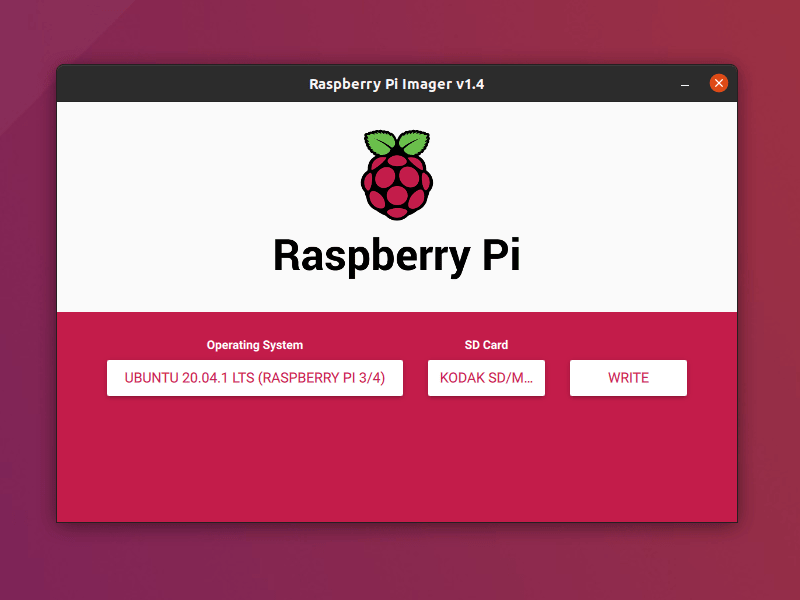 Raspberry Pi Imager v1.4
Raspberry Pi
Operating System
SD Card
UBUNTU 20.04.1 LTS (RASPBERRY PI 3/4)
KODAK SD/M...
WRITE